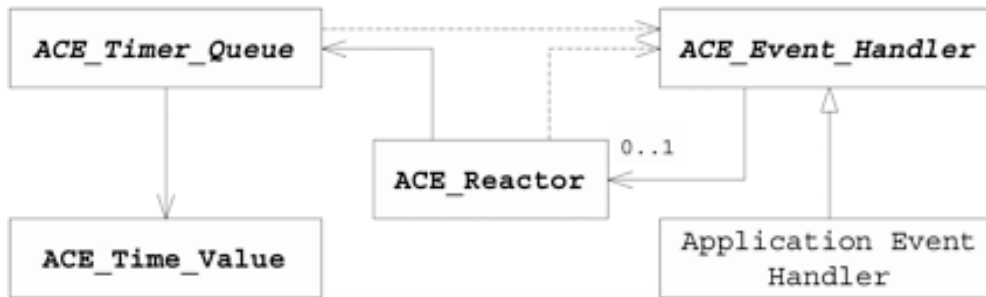 ACE_Timer_Queue
ACE_Event_Handler
0..1
ACE_Reactor
ACE_Time_Value
Application Event
Handler